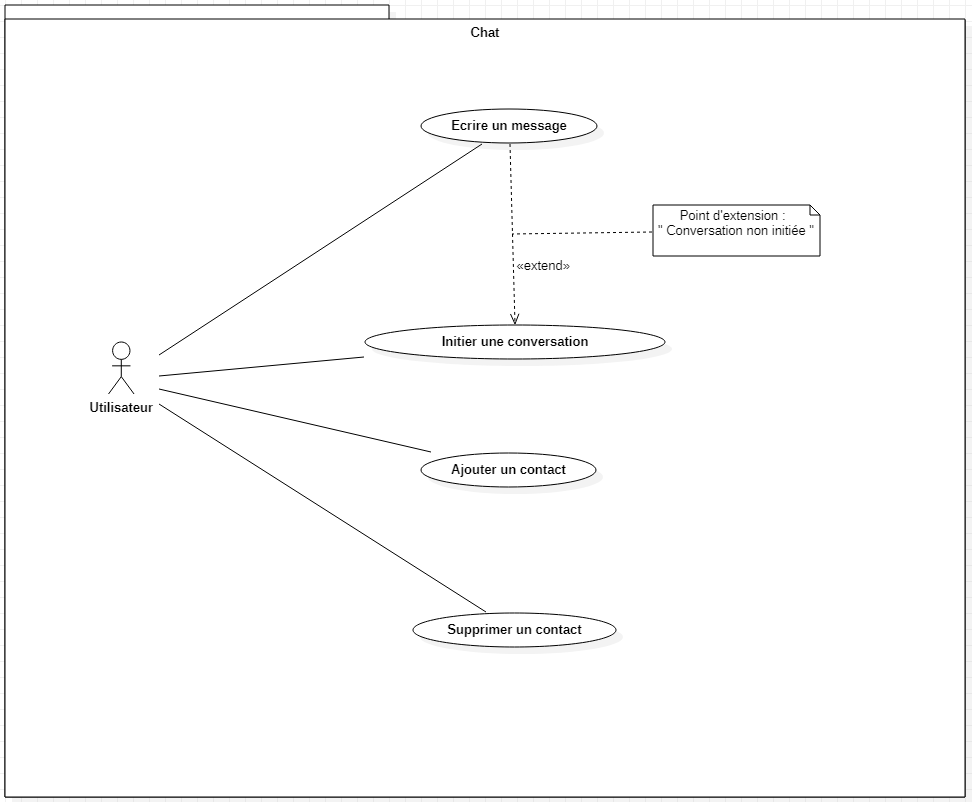 Chat
Ecrire un message
Point d'extension :
" Conversation non initiée "
«extend»
Initier une conversation
Utilisateur
Ajouter un contact
Supprimer un contact